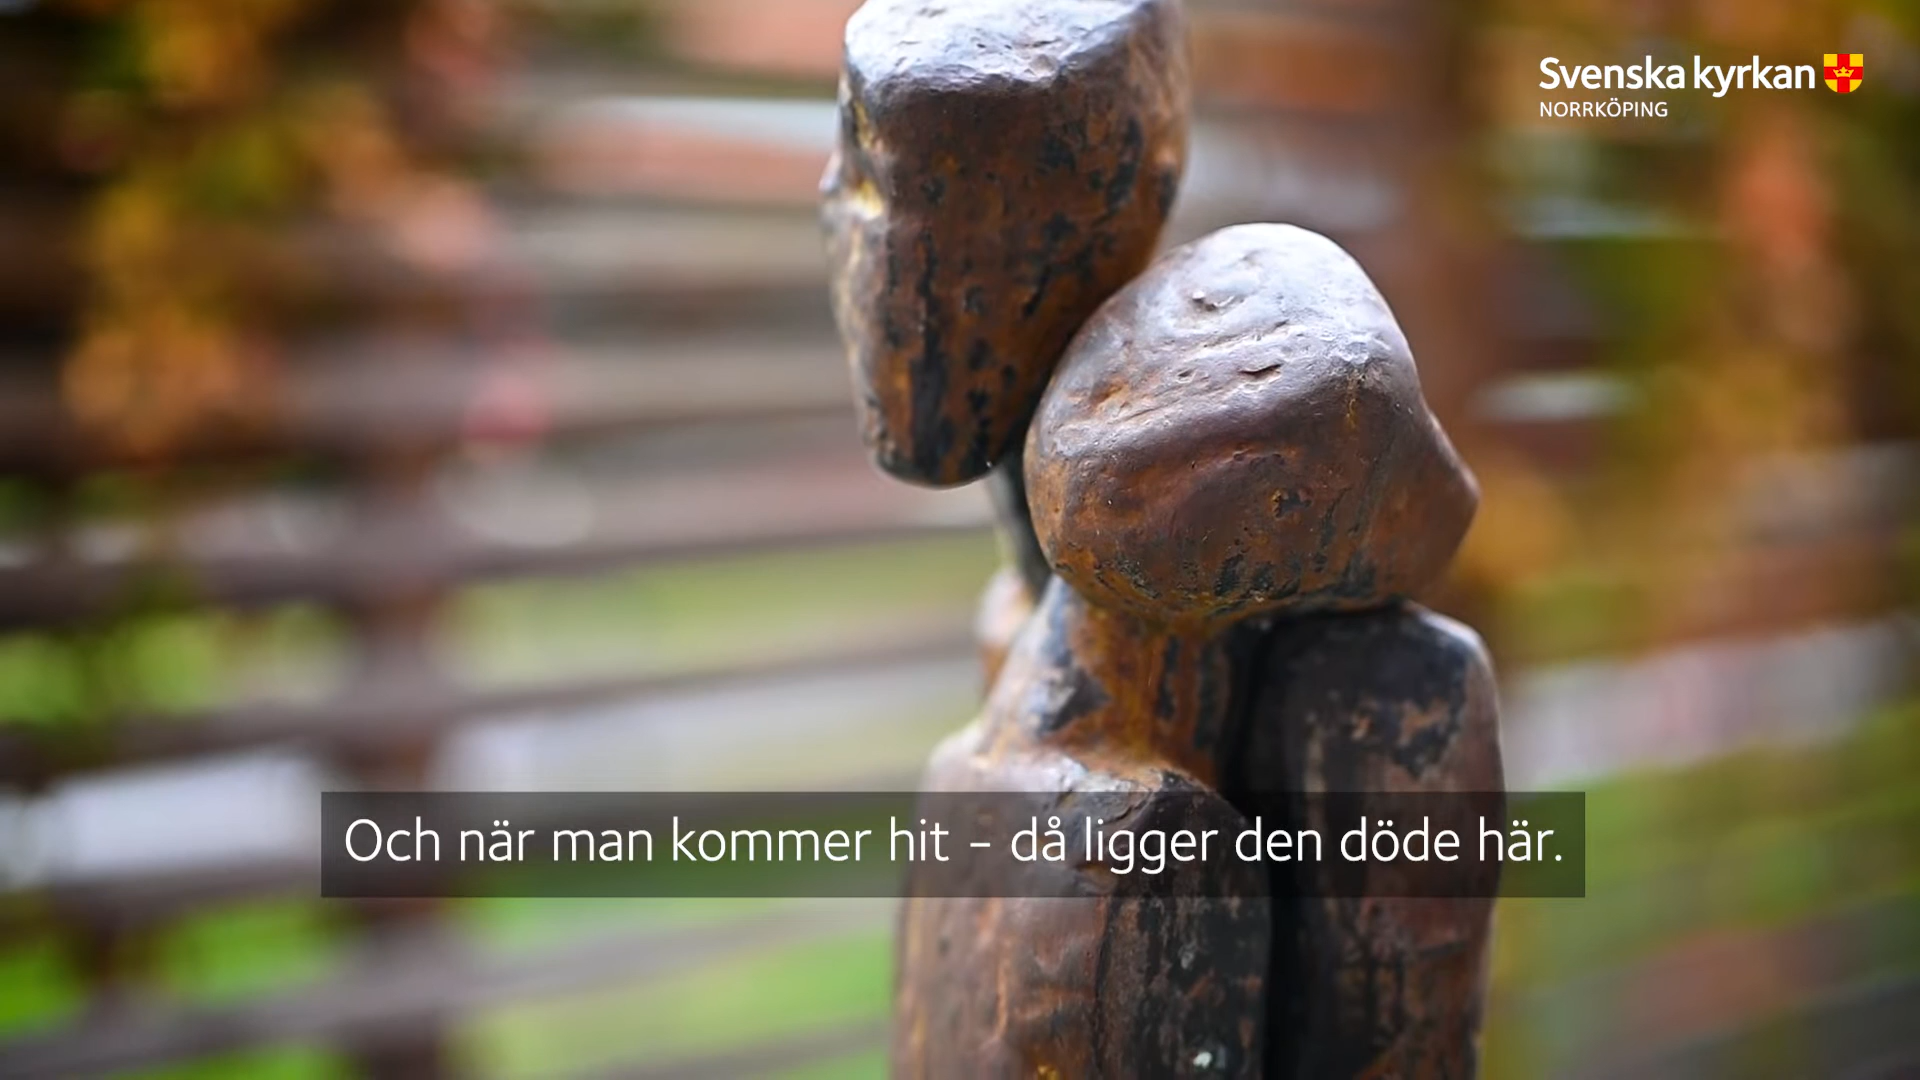 Svenska kyrkan
NORRKÖPING
Och när man kommer hit – då ligger den döde här.